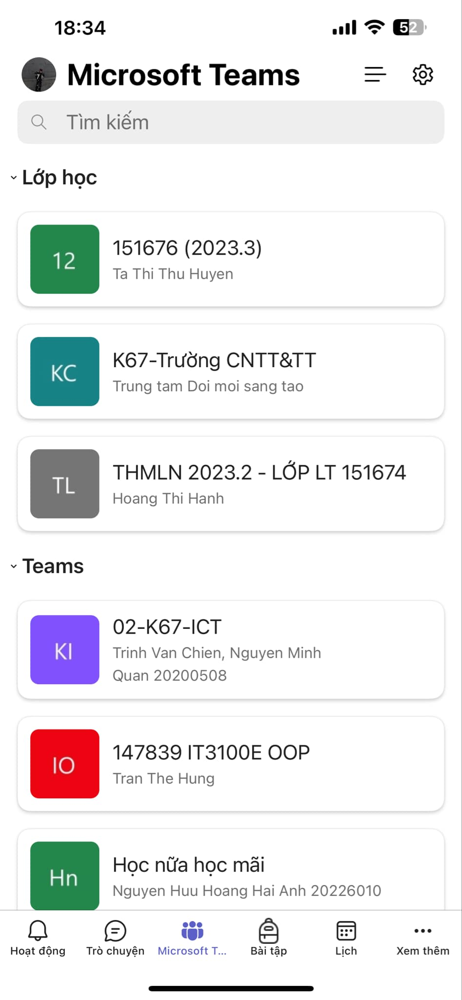 18:34
52
Microsoft Teams
Tìm kiếm
Lớp học
12
151676 (2023.3)
Ta Thi Thu Huyen
KC
K67-Trường CNTT&TT
Trung tam Doi moi sang tao
TL
THMLN 2023.2 - LỚP LT 151674
Hoang Thi Hanh
Teams
KI
02-K67-ICT
Trinh Van Chien, Nguyen Minh
Quan 20200508
IO
147839 IT3100E OOP
Tran The Hung
Hn
Học nữa học mãi
Nguyen Huu Hoang Hai Anh 20226010
Hoạt động
Trò chuyện
Microsoft T...
Bài tập
Lịch
Xem thêm